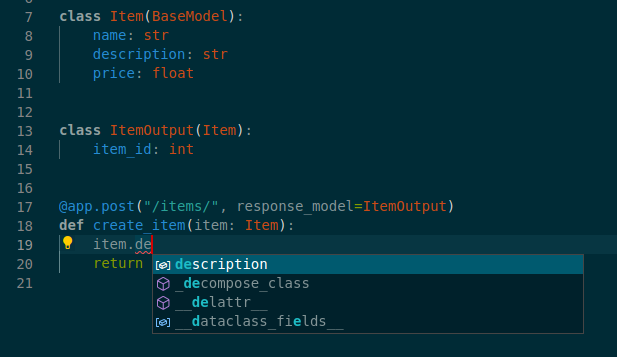 6
7 class Item(BaseModel):
8     name: str
9     description: str
10     price: float
11
12
13 class ItemOutput(Item):
14     item_id: int
15
16
17 @app.post("/items/", response_model=ItemOutput)
18 def create_item(item: Item):
19     item.de
description
20     return
_decompose_class
21
__delattr__
__dataclass_fields__